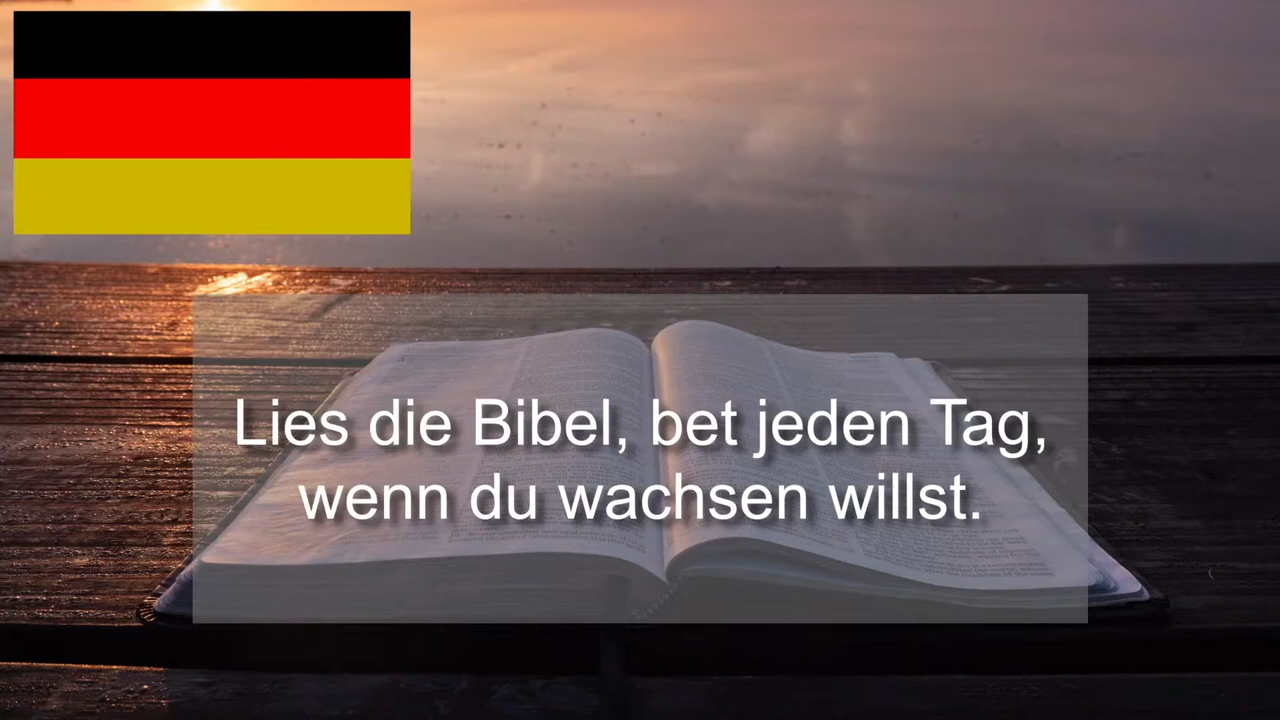 Lies die Bibel, bet jeden Tag,
wenn du wachsen willst.